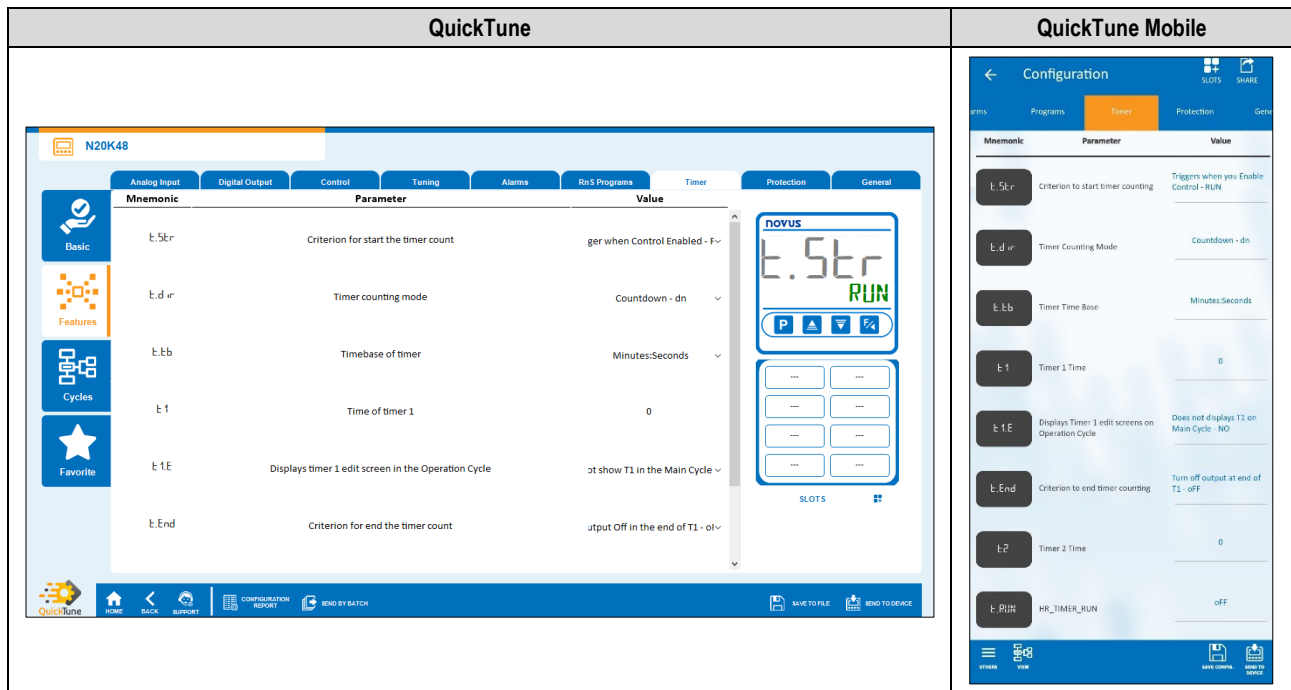 QuickTune
QuickTune Mobile
N20K48
Analog Input
Digital Output
Control
Tuning
Alarms
RnS Programs
Timer
Protection
General
Basic
Features
Cycles
Favorite
Mnemonic Parameter Value
t.Str Criterion for start the timer count ger when Control Enabled - R
t.d ir Timer counting mode Countdown - dn
t.tb Timebase of timer Minutes:Seconds
t 1 Time of timer 1 0
t 1.E Displays timer 1 edit screen in the Operation Cycle ot show T1 in the Main Cycle
t.End Criterion for end the timer count utput Off in the end of T1 - of
novus
t.Str
RUN
P F/
--- ---
--- ---
--- ---
--- ---
SLOTS
QuickTune
HOME
BACK
SUPPORT
CONFIGURATION
REPORT
SEND BY BATCH
SAVE TO FILE
SEND TO DEVICE
Configuration
SLOTS
SHARE
arms
Programs
Timer
Protection
Gene
Mnemonic Parameter Value
t.Str Criterion to start timer counting
Triggers when you Enable
Control - RUN
t.d ir Timer Counting Mode Countdown - dn
t.tb Timer Time Base Minutes:Seconds
t 1 Timer 1 Time 0
t 1.E
Displays Timer 1 edit screens on
Operation Cycle
Does not displays T1 on
Main Cycle - NO
t.End Criterion to end timer counting
Turn off output at end of
T1 - oFF
t2 Timer 2 Time 0
t.RUN HR_TIMER_RUN oFF
OTHERS
VIEW
SAVE CONFIG.
SEND TO
DEVICE